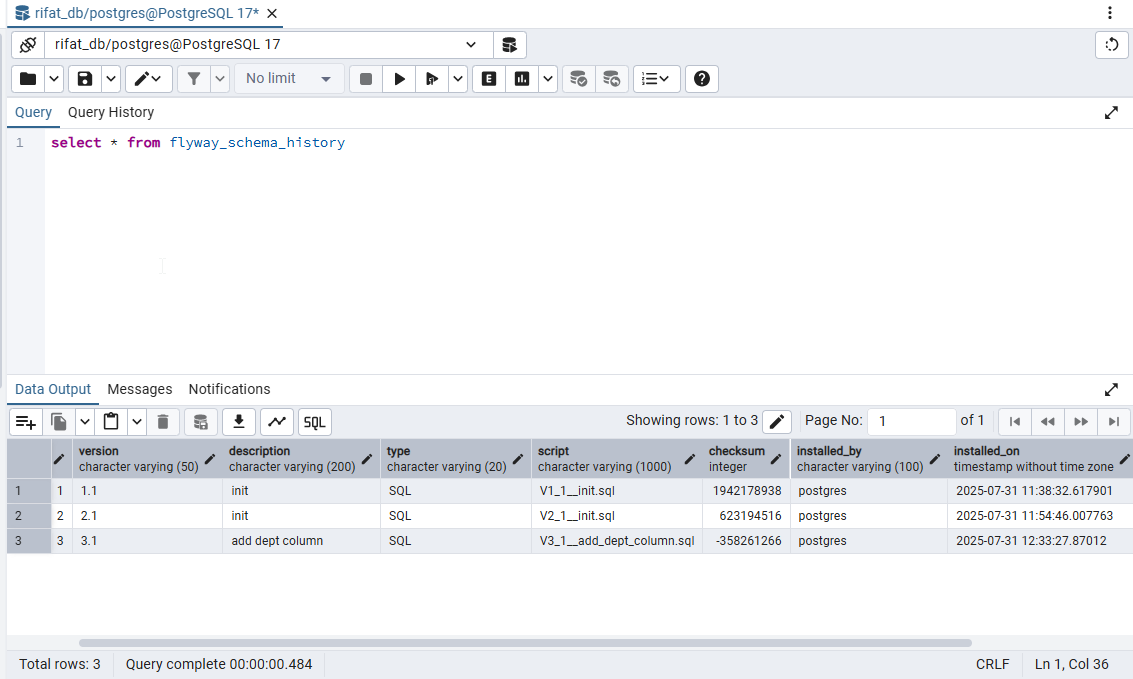 rifat_db/postgres@PostgreSQL 17*
rifat_db/postgres@PostgreSQL 17
No limit
E
Query Query History
1 select * from flyway_schema_history
Data Output Messages Notifications
SQL Showing rows: 1 to 3 Page No: 1 of 1
version description type script checksum installed_by installed_on
character varying (50) character varying (200) character varying (20) character varying (1000) integer character varying (100) timestamp without time zone
1 1 1.1 init SQL V1_1__init.sql 1942178938 postgres 2025-07-31 11:38:32.617901
2 2 2.1 init SQL V2_1__init.sql 623194516 postgres 2025-07-31 11:54:46.007763
3 3 3.1 add dept column SQL V3_1__add_dept_column.sql -358261266 postgres 2025-07-31 12:33:27.87012
Total rows: 3 Query complete 00:00:00.484 CRLF Ln 1, Col 36